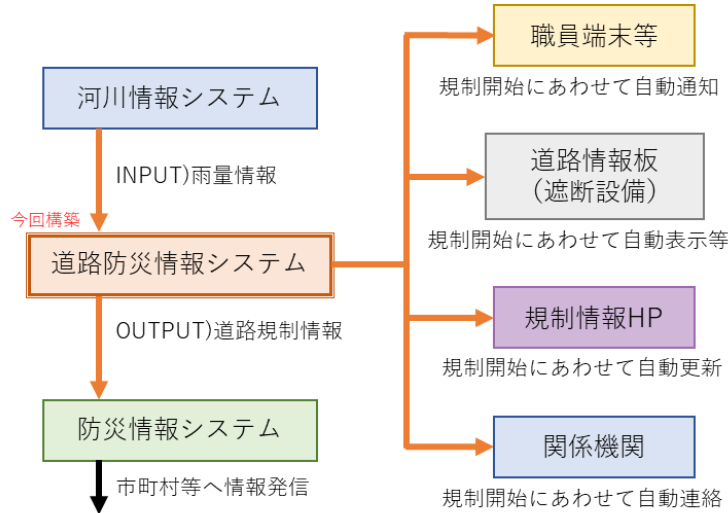 河川情報システム
INPUT)雨量情報
今回構築
道路防災情報システム
OUTPUT)道路規制情報
防災情報システム
市町村等へ情報発信
職員端末等
規制開始にあわせて自動通知
道路情報板
(遮断設備)
規制開始にあわせて自動表示等
規制情報HP
規制開始にあわせて自動更新
関係機関
規制開始にあわせて自動連絡